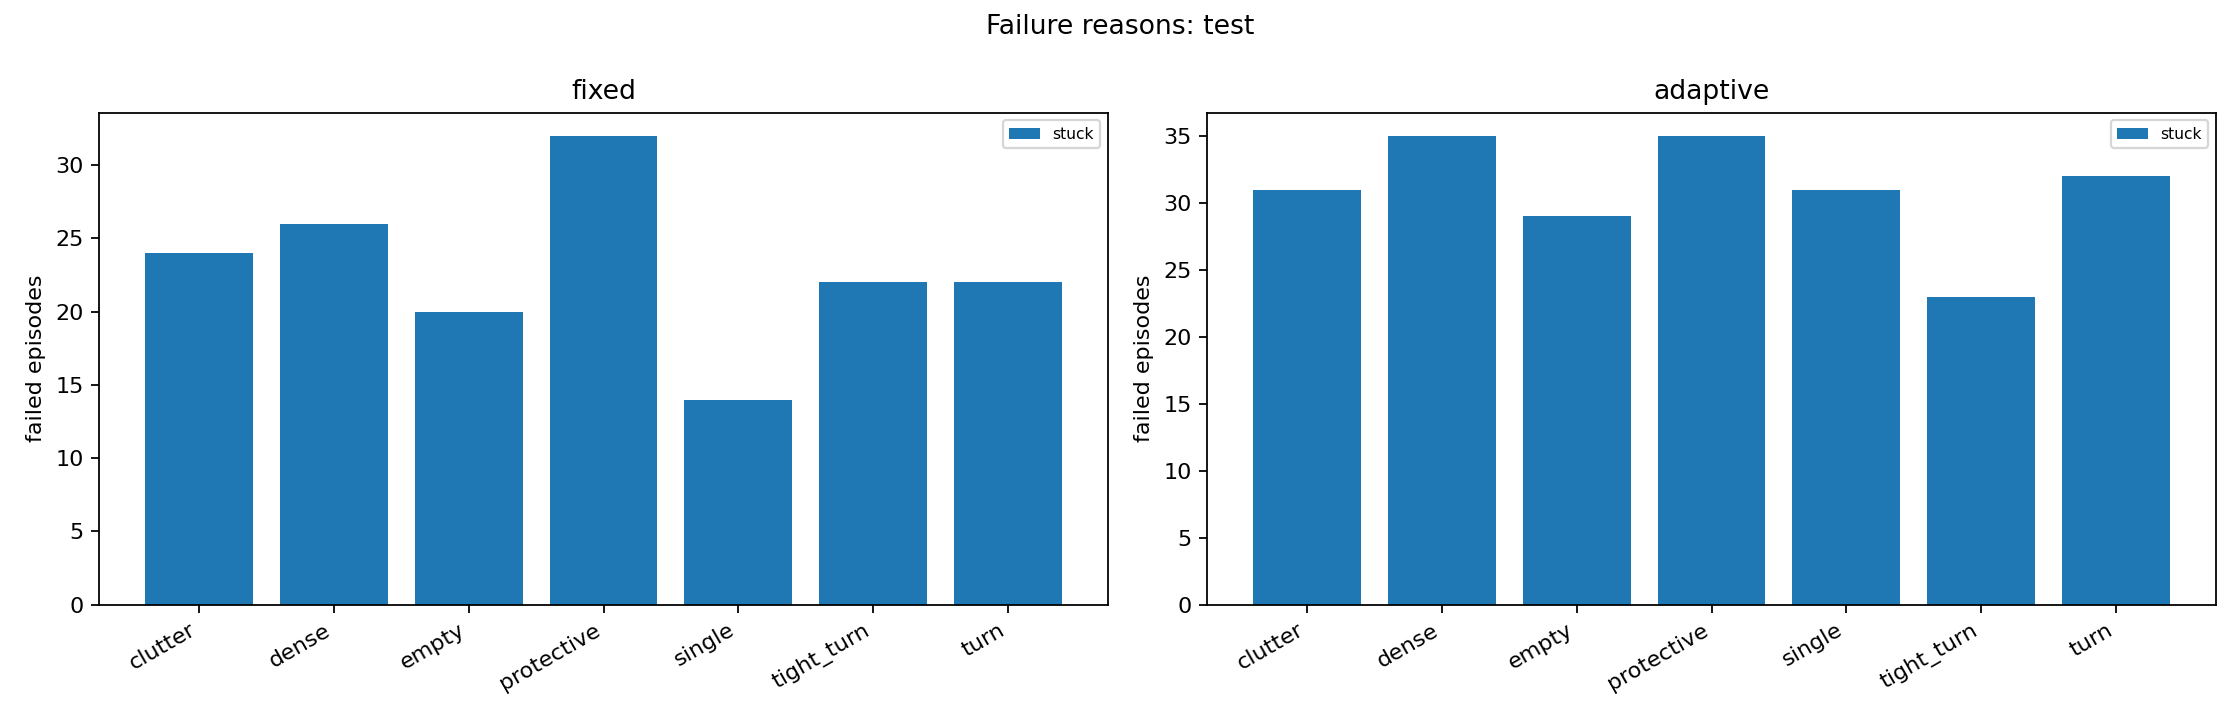 Failure reasons: test
fixed
failed episodes
30
25
20
15
10
5
0
stuck
clutter
dense
empty
protective
single
tight_turn
turn
adaptive
failed episodes
35
30
25
20
15
10
5
0
stuck
clutter
dense
empty
protective
single
tight_turn
turn